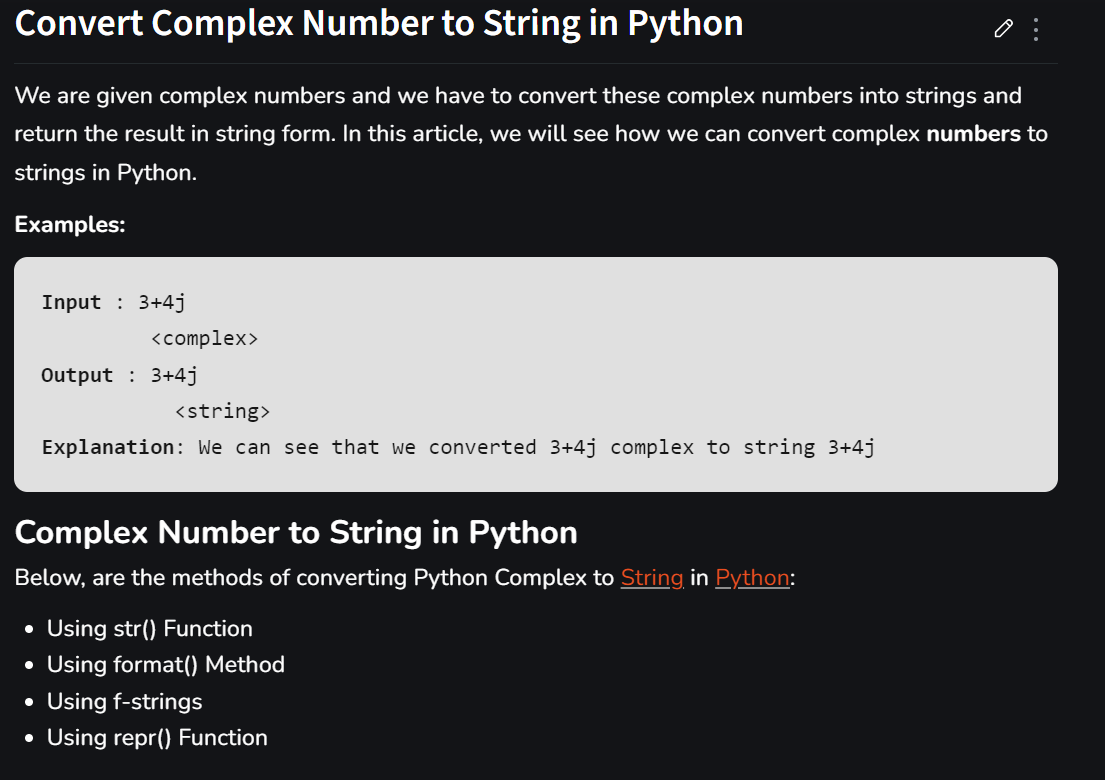 Convert Complex Number to String in Python
We are given complex numbers and we have to convert these complex numbers into strings and
return the result in string form. In this article, we will see how we can convert complex numbers to
strings in Python.
Examples:
Input : 3+4j
<complex>
Output : 3+4j
<string>
Explanation: We can see that we converted 3+4j complex to string 3+4j
Complex Number to String in Python
Below, are the methods of converting Python Complex to String in Python:
Using str() Function
Using format() Method
Using f-strings
Using repr() Function